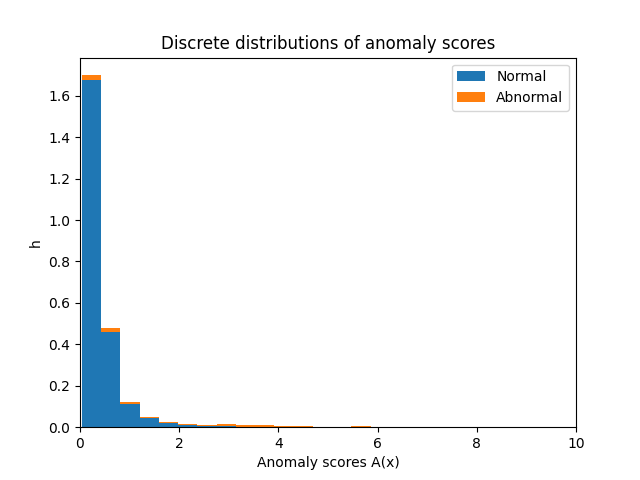 Discrete distributions of anomaly scores
Normal
Abnormal
1.6
1.4
1.2
1.0
h
0.8
0.6
0.4
0.2
0.0
0 2 4 6 8 10
Anomaly scores A(x)